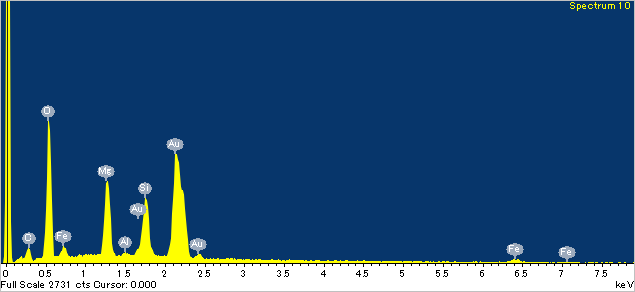 Spectrum 10
O
Au
Mg
Si
Au
O Fe Al Au Fe Fe
0 0.5 1 1.5 2 2.5 3 3.5 4 4.5 5 5.5 6 6.5 7 7.5
Full Scale 2731 cts Cursor: 0.000 keV